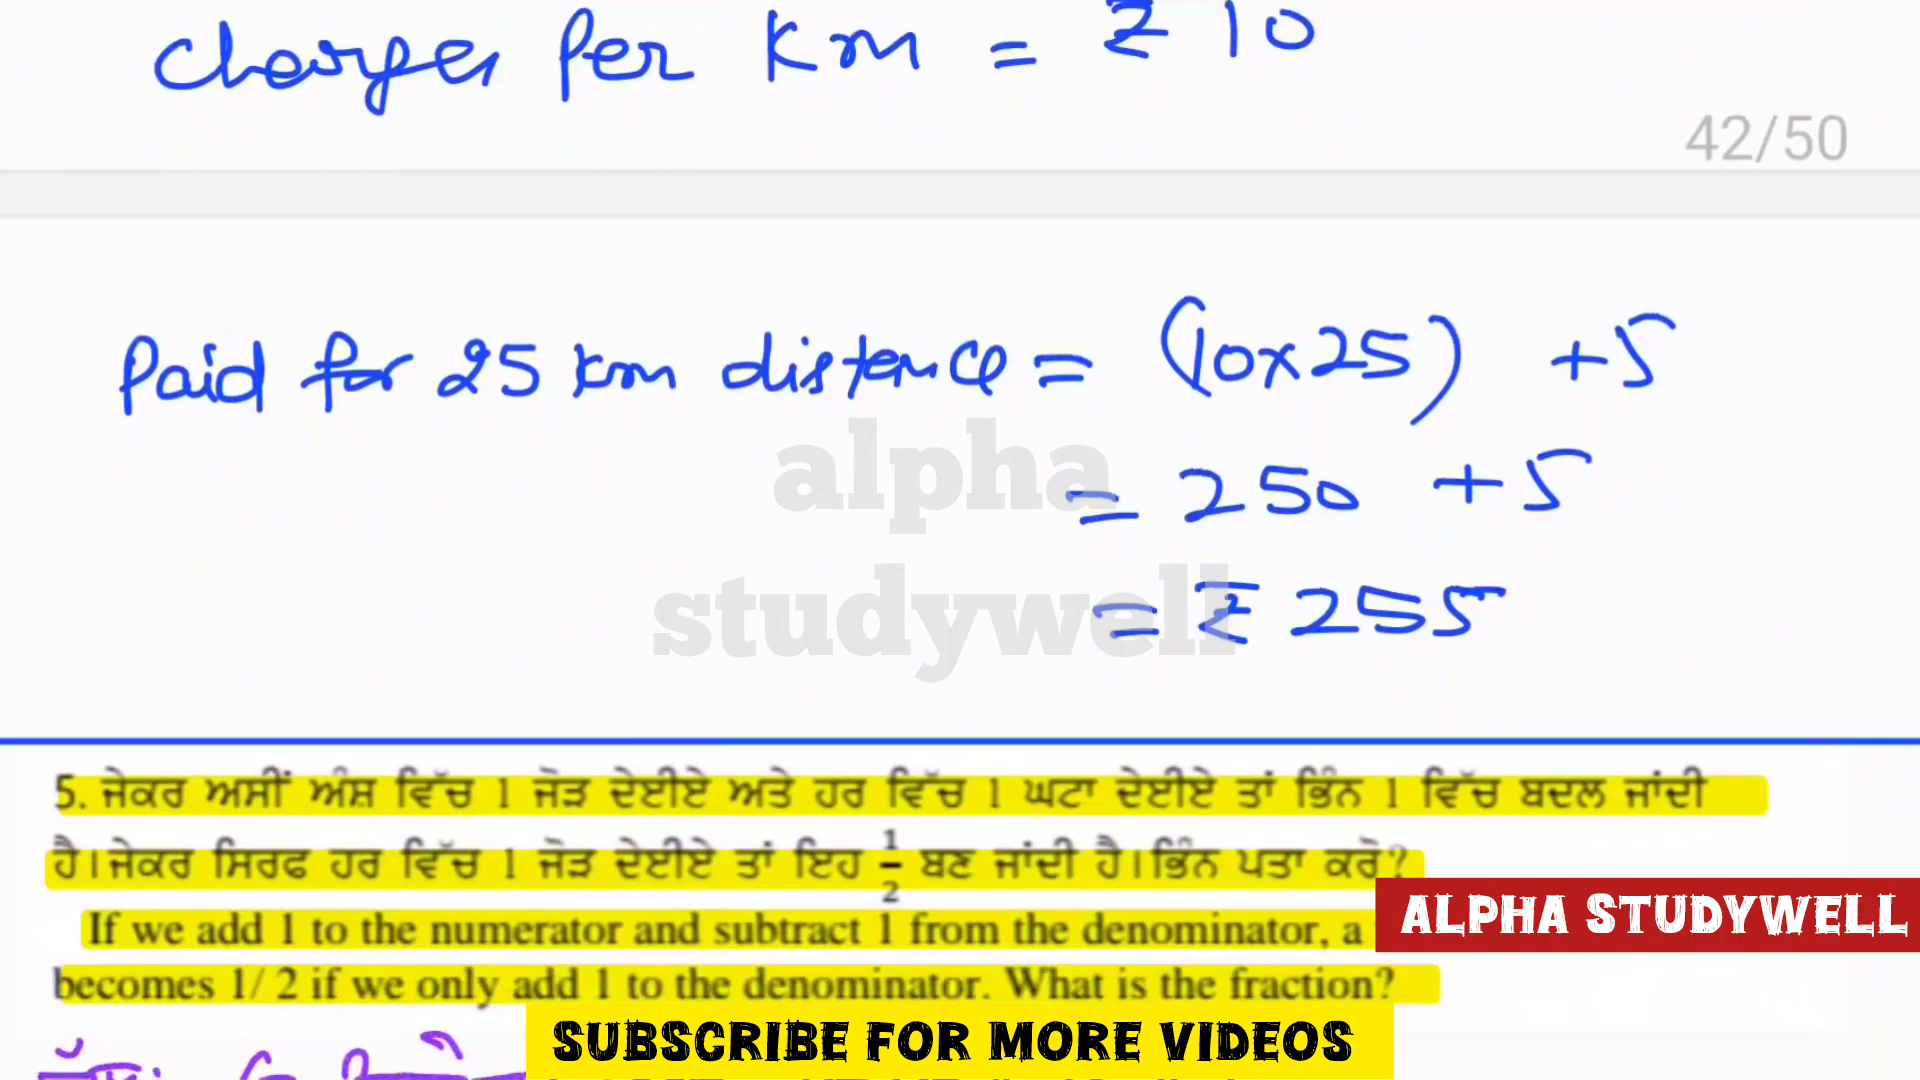 Charges Per Km = ₹ 10
42/50
Paid for 25 km distance = (10x25) +5
= 250 +5
= ₹ 255
alpha
studywell
5. ਜੇਕਰ ਅਸੀਂ ਅੰਸ਼ ਵਿੱਚ 1 ਜੋੜ ਦੇਈਏ ਅਤੇ ਹਰ ਵਿੱਚ 1 ਘਟਾ ਦੇਈਏ ਤਾਂ ਭਿੰਨ 1 ਵਿੱਚ ਬਦਲ ਜਾਂਦੀ
ਹੈ। ਜੇਕਰ ਸਿਰਫ ਹਰ ਵਿੱਚ 1 ਜੋੜ ਦੇਈਏ ਤਾਂ ਇਹ 1/2 ਬਣ ਜਾਂਦੀ ਹੈ। ਭਿੰਨ ਪਤਾ ਕਰੋ?
If we add 1 to the numerator and subtract 1 from the denominator, a
becomes 1/ 2 if we only add 1 to the denominator. What is the fraction?
ALPHA STUDYWELL
SUBSCRIBE FOR MORE VIDEOS